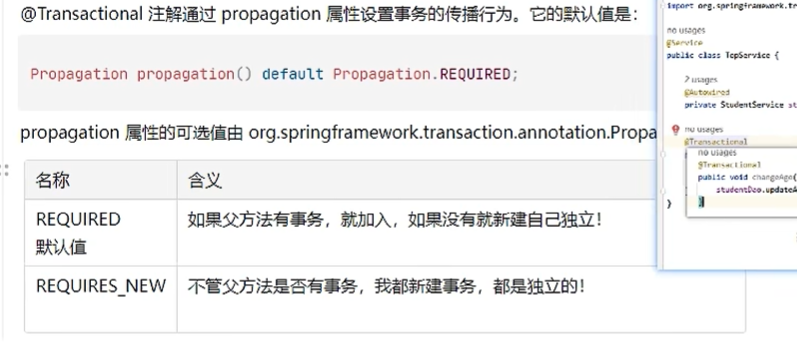 @Transactional 注解通过 propagation 属性设置事务的传播行为。它的默认值是：
Propagation propagation() default Propagation.REQUIRED;
propagation 属性的可选值由 org.springframework.transaction.annotation.Propa
名称 含义
REQUIRED 默认值 如果父方法有事务，就加入，如果没有就新建自己独立！
REQUIRES_NEW 不管父方法是否有事务，我都新建事务，都是独立的！
import org.springframework.tr
no usages
@Service
public class TopService {
2 usages
@Autowired
private StudentService st
no usages
@Transactional
no usages
@Transactional
public void changeAge(
studentDao.updateA
}
}